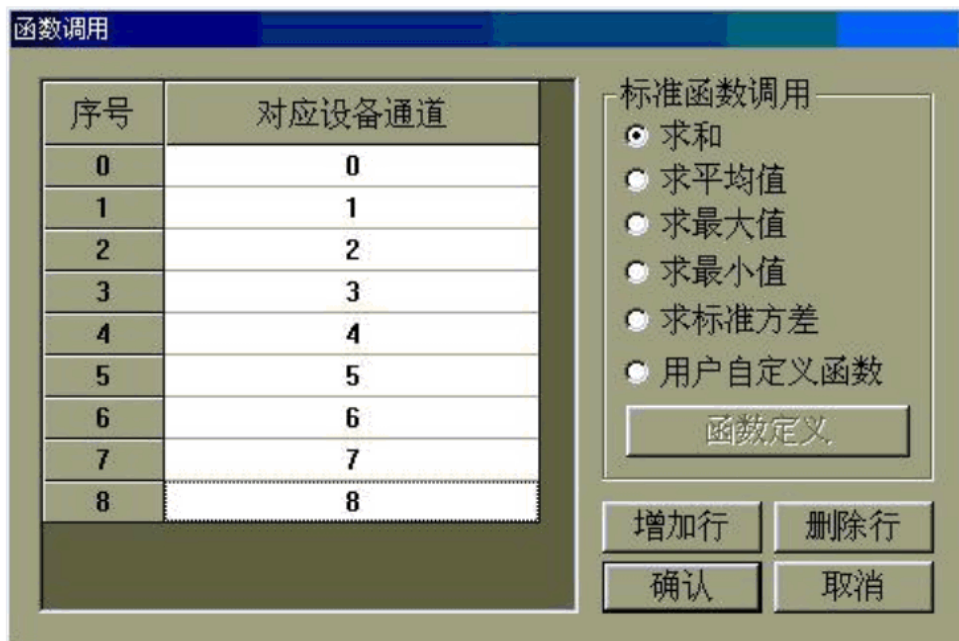 函数调用
序号 对应设备通道
0 0
1 1
2 2
3 3
4 4
5 5
6 6
7 7
8 8
标准函数调用
求和
求平均值
求最大值
求最小值
求标准方差
用户自定义函数
函数定义
增加行 删除行
确认 取消